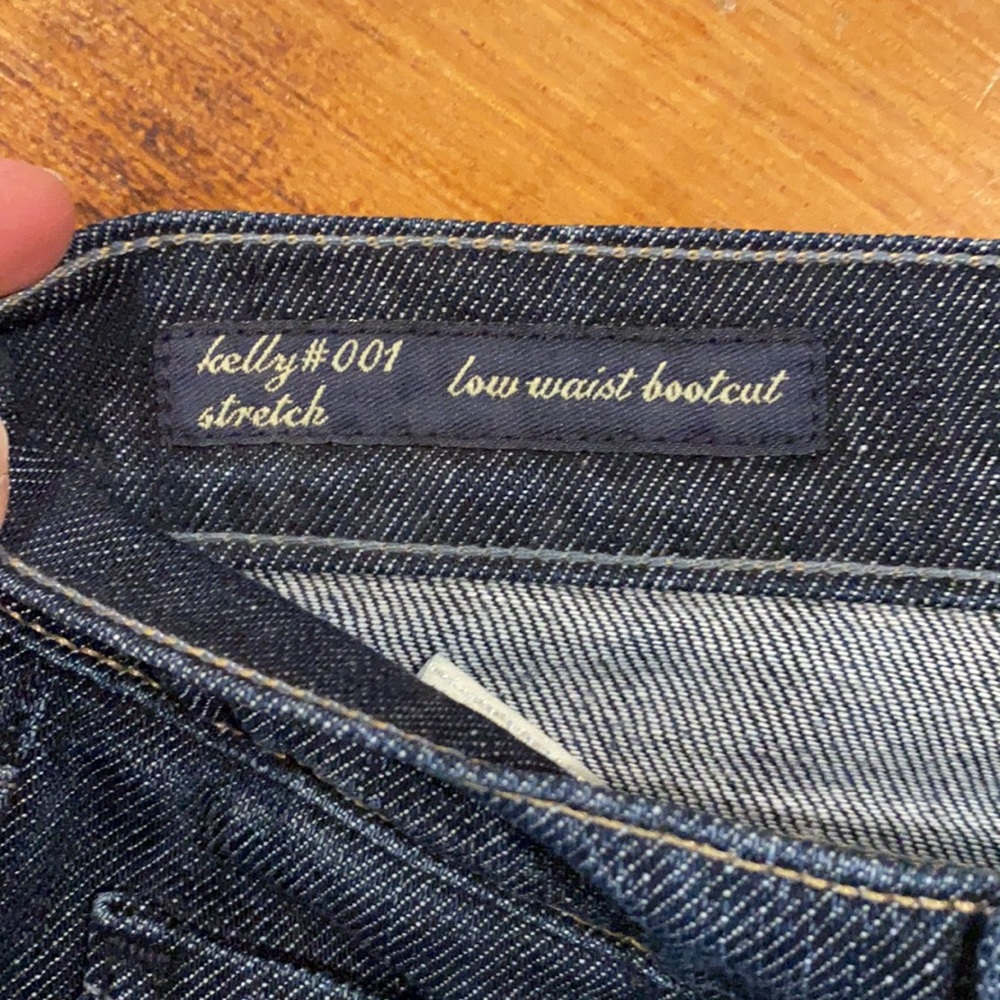 kelly#001
stretch
low waist bootcut